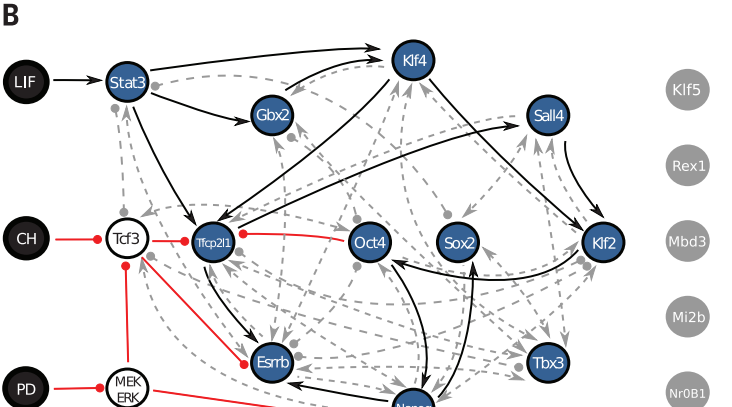 B
LIF
Stat3
Klf4
Gbx2
Sall4
Klf5
Rex1
CH
Tcf3
Tfcp2l1
Oct4
Sox2
Klf2
Mbd3
Mi2b
PD
MEK
ERK
Esrrb
Tbx3
Nr0B1